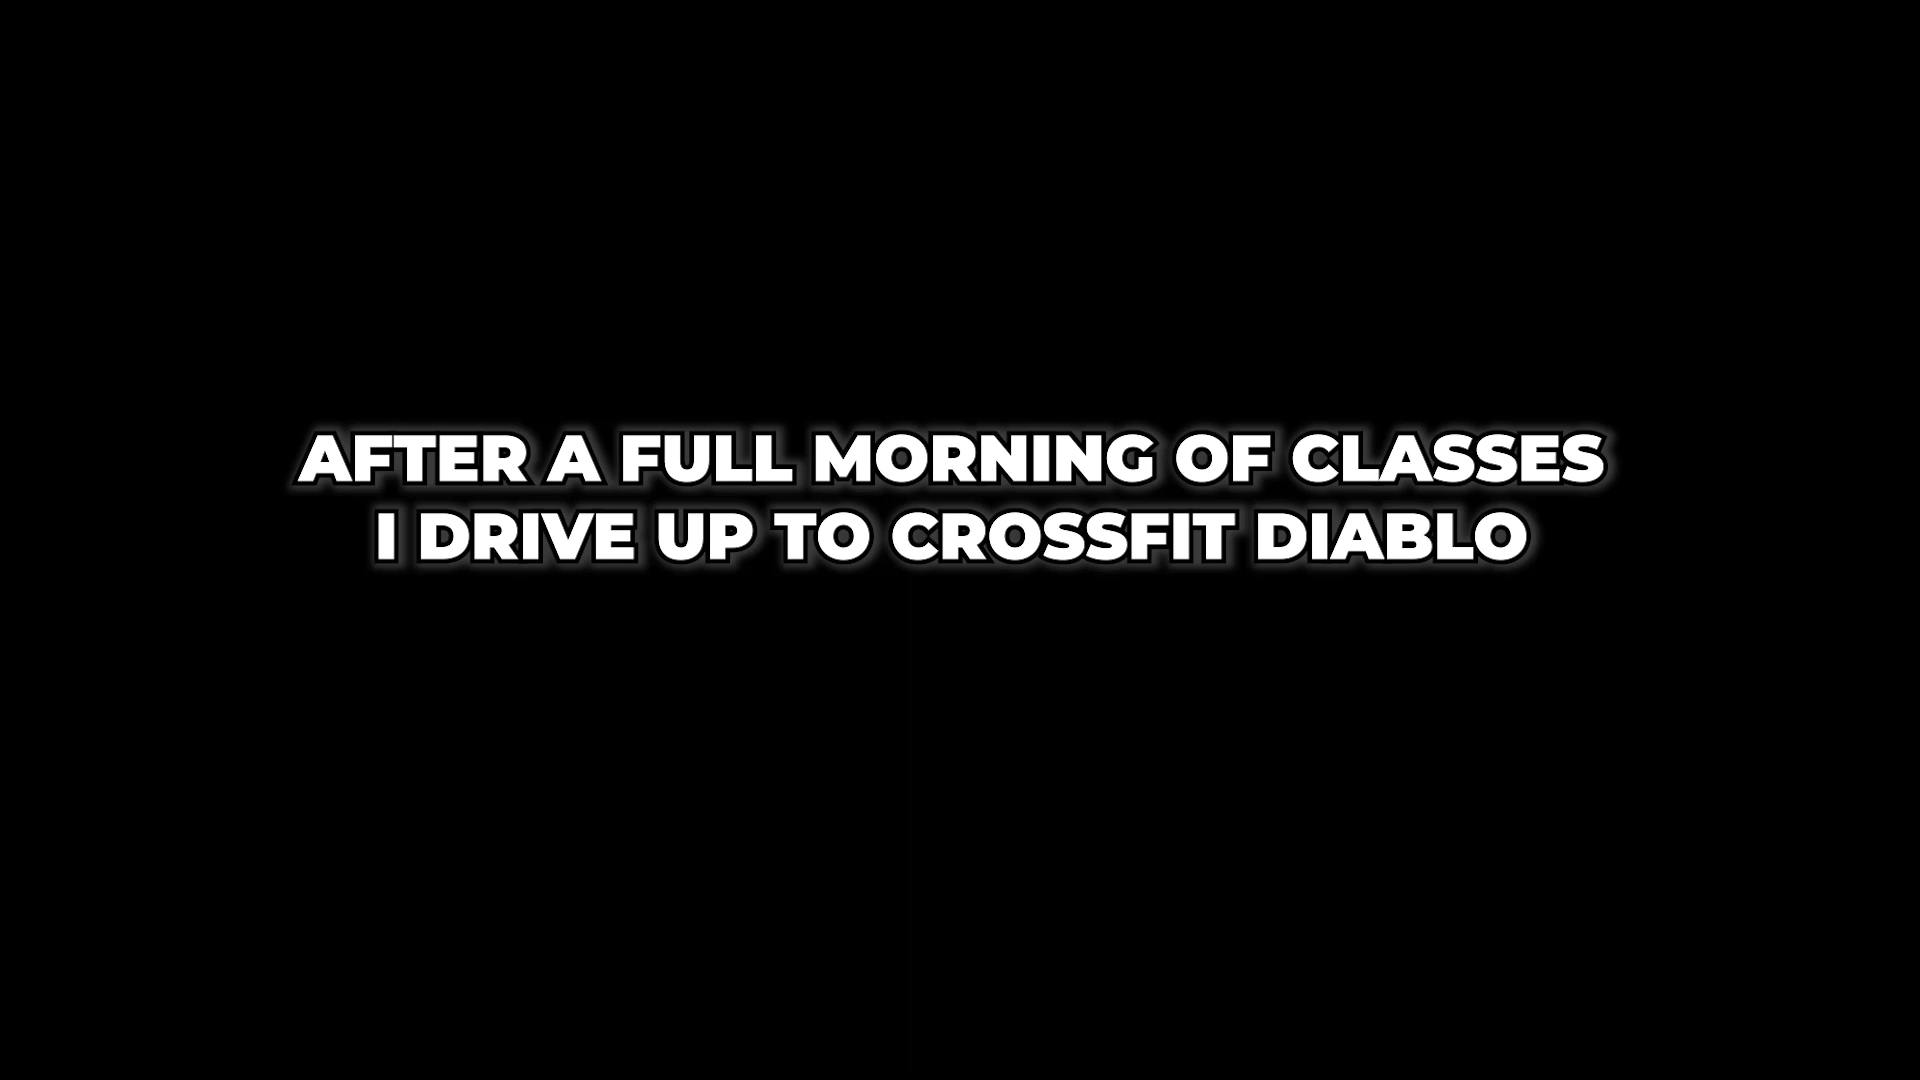 AFTER A FULL MORNING OF CLASSES
I DRIVE UP TO CROSSFIT DIABLO